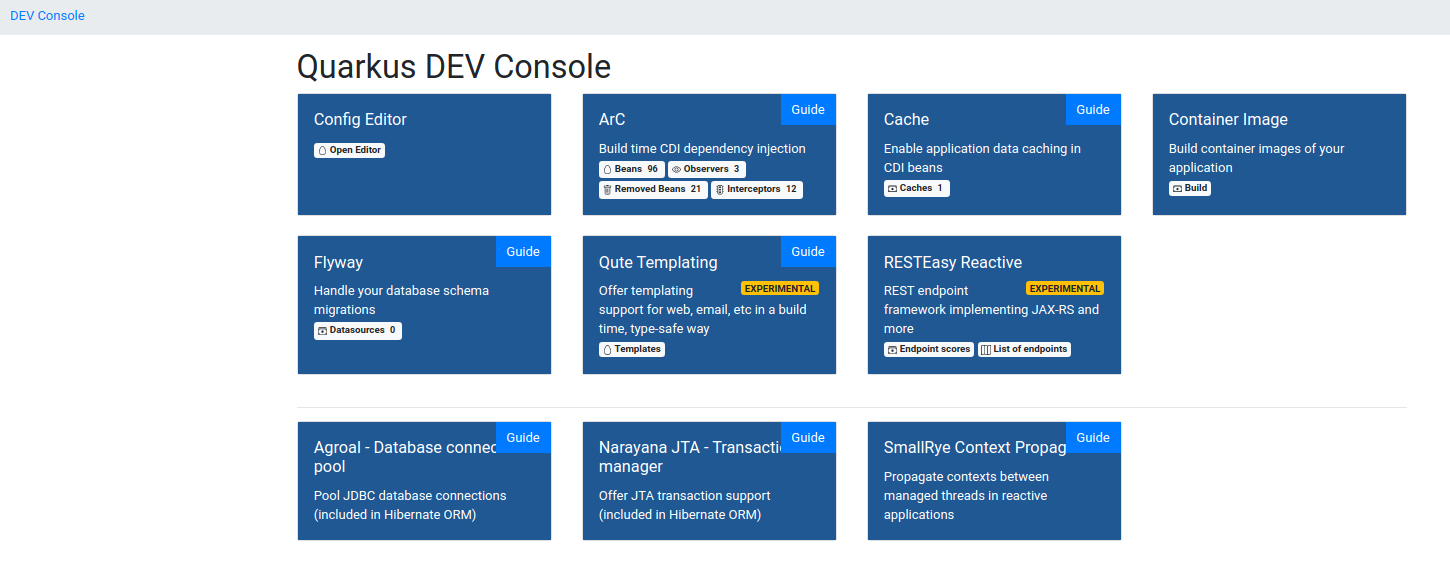 DEV Console
Quarkus DEV Console
Config Editor
Open Editor
Guide
ArC
Build time CDI dependency injection
Beans 96 Observers 3
Removed Beans 21 Interceptors 12
Guide
Cache
Enable application data caching in
CDI beans
Caches 1
Container Image
Build container images of your
application
Build
Guide
Flyway
Handle your database schema
migrations
Datasources 0
Guide
Qute Templating
EXPERIMENTAL
Offer templating
support for web, email, etc in a build
time, type-safe way
Templates
RESTEasy Reactive
EXPERIMENTAL
REST endpoint
framework implementing JAX-RS and
more
Endpoint scores List of endpoints
Guide
Agroal - Database connec
pool
Pool JDBC database connections
(included in Hibernate ORM)
Guide
Narayana JTA - Transacti
manager
Offer JTA transaction support
(included in Hibernate ORM)
Guide
SmallRye Context Propag
Propagate contexts between
managed threads in reactive
applications